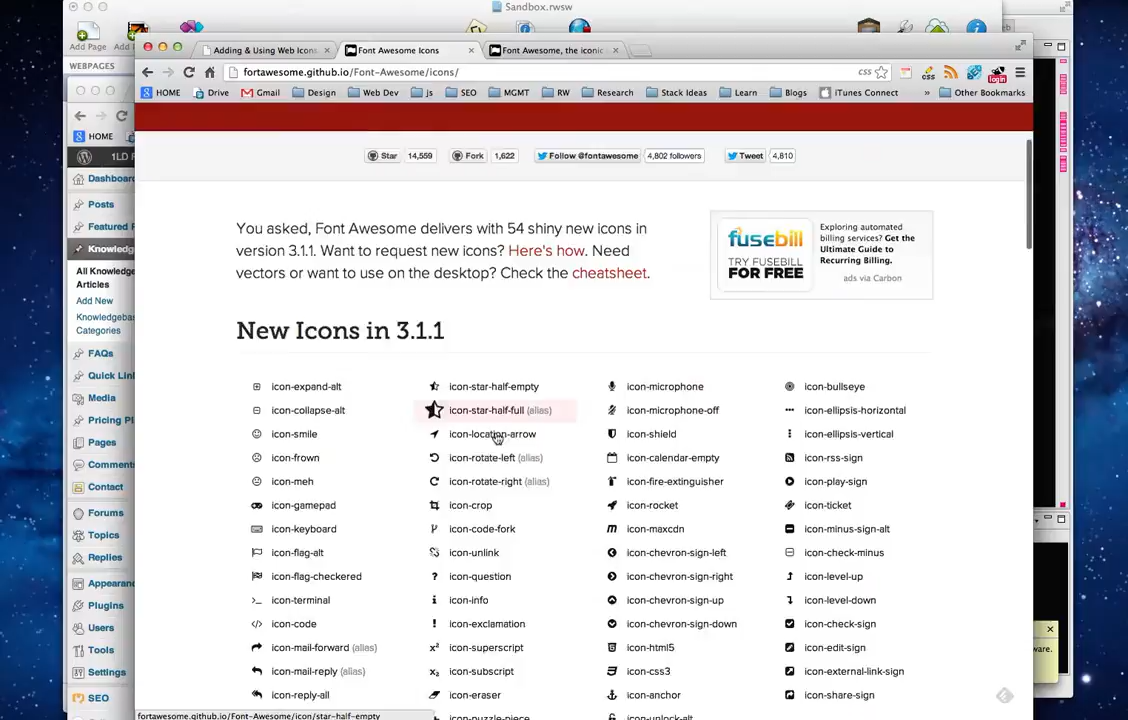 Sandbox.rwsw
Add Page
WEBPAGES
Adding & Using Web Icons
Font Awesome Icons
Font Awesome, the iconic
fortawesome.github.io/Font-Awesome/icons/
css
login
HOME Drive Gmail Design Web Dev js SEO MGMT RW Research Stack Ideas Learn Blogs iTunes Connect » Other Bookmarks
HOME
1LD
Dashboard
Posts
Featured
Knowledg
All Knowledge
Articles
Add New
Knowledgebase
Categories
FAQs
Quick Link
Media
Pricing
Pages
Comments
Contact
Forums
Topics
Replies
Appearance
Plugins
Users
Tools
Settings
SEO
Star 14,559 Fork 1,622 Follow @fontawesome 4,802 followers Tweet 4,810
You asked, Font Awesome delivers with 54 shiny new icons in
version 3.1.1. Want to request new icons? Here's how. Need
vectors or want to use on the desktop? Check the cheatsheet.
fusebill
TRY FUSEBILL
FOR FREE
Exploring automated
billing services? Get the
Ultimate Guide to
Recurring Billing.
ads via Carbon
New Icons in 3.1.1
icon-expand-alt icon-star-half-empty icon-microphone icon-bullseye
icon-collapse-alt icon-star-half-full (alias) icon-microphone-off icon-ellipsis-horizontal
icon-smile icon-location-arrow icon-shield icon-ellipsis-vertical
icon-frown icon-rotate-left (alias) icon-calendar-empty icon-rss-sign
icon-meh icon-rotate-right (alias) icon-fire-extinguisher icon-play-sign
icon-gamepad icon-crop icon-rocket icon-ticket
icon-keyboard icon-code-fork icon-maxcdn icon-minus-sign-alt
icon-flag-alt icon-unlink icon-chevron-sign-left icon-check-minus
icon-flag-checkered icon-question icon-chevron-sign-right icon-level-up
icon-terminal icon-info icon-chevron-sign-up icon-level-down
icon-code icon-exclamation icon-chevron-sign-down icon-check-sign
icon-mail-forward (alias) icon-superscript icon-html5 icon-edit-sign
icon-mail-reply (alias) icon-subscript icon-css3 icon-external-link-sign
icon-reply-all icon-eraser icon-anchor icon-share-sign
icon-puzzle-piece icon-unlock-alt
ware.
fortawesome.github.io/Font-Awesome/icon/star-half-empty